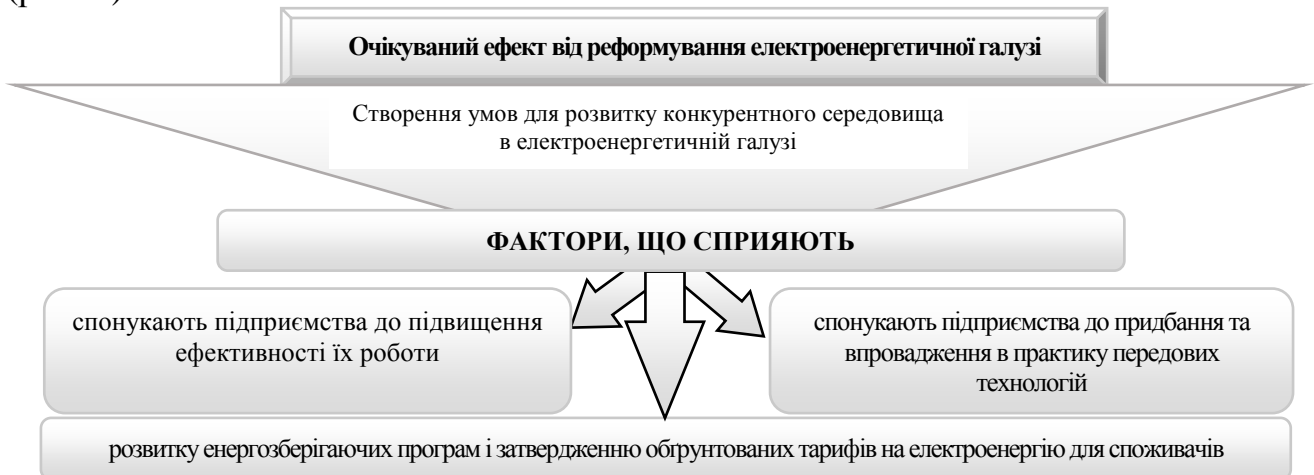 Очікуваний ефект від реформування електроенергетичної галузі
Створення умов для розвитку конкурентного середовища
в електроенергетичній галузі
ФАКТОРИ, ЩО СПРИЯЮТЬ
спонукають підприємства до підвищення
ефективності їх роботи
спонукають підприємства до придбання та
впровадження в практику передових
технологій
розвитку енергозберігаючих програм і затвердженню обґрунтованих тарифів на електроенергію для споживачів